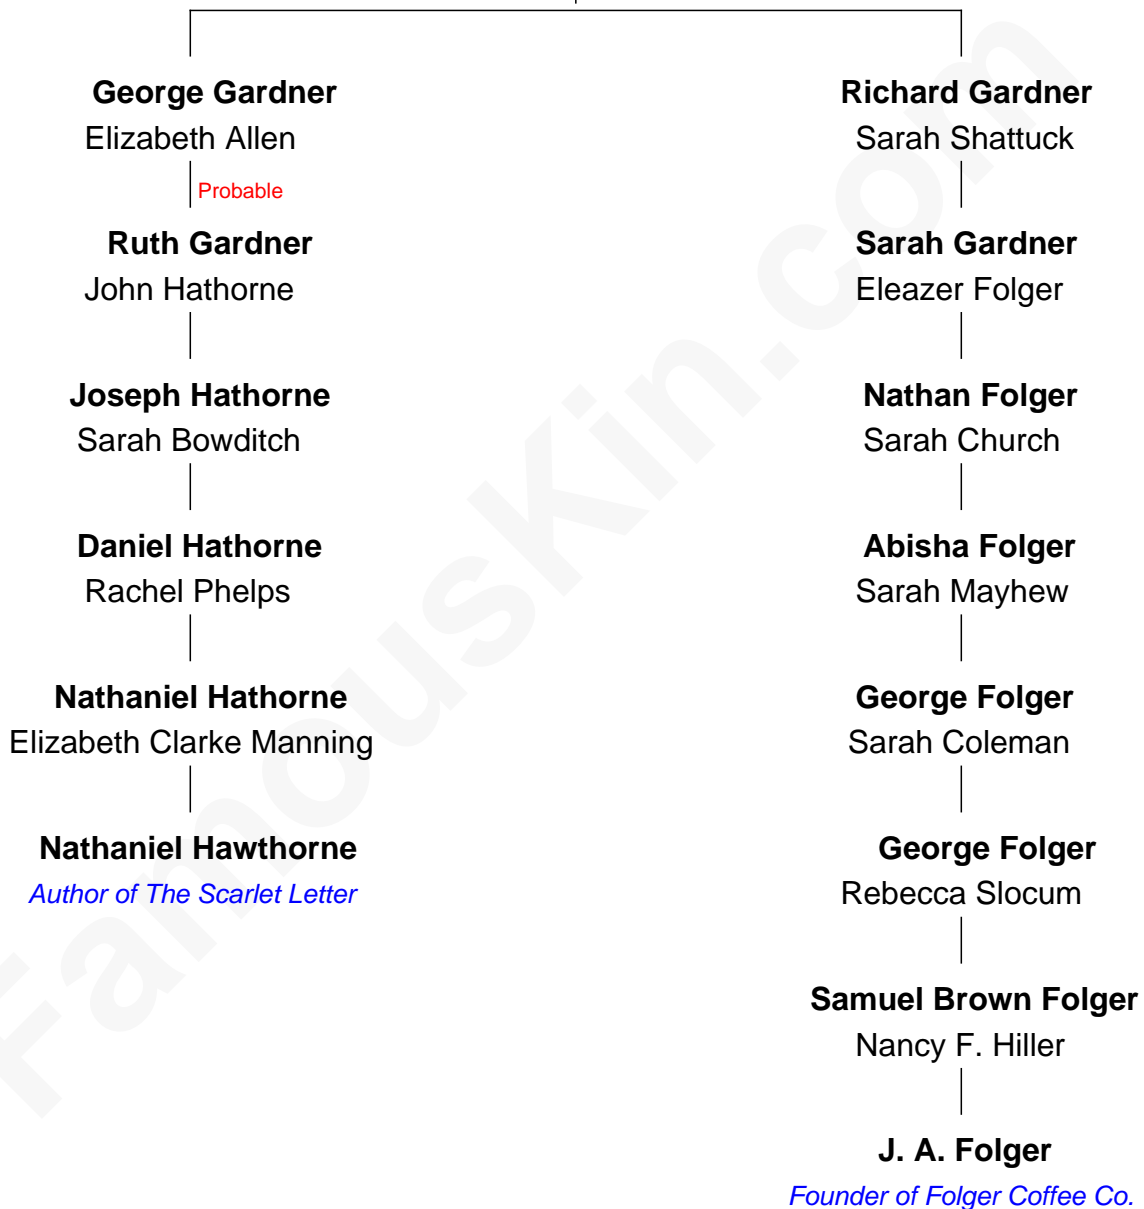 George Gardner
Elizabeth Allen
Probable
Ruth Gardner
John Hathorne
Joseph Hathorne
Sarah Bowditch
Daniel Hathorne
Rachel Phelps
Nathaniel Hathorne
Elizabeth Clarke Manning
Nathaniel Hawthorne
Author of The Scarlet Letter
Richard Gardner
Sarah Shattuck
Sarah Gardner
Eleazer Folger
Nathan Folger
Sarah Church
Abisha Folger
Sarah Mayhew
George Folger
Sarah Coleman
George Folger
Rebecca Slocum
Samuel Brown Folger
Nancy F. Hiller
J. A. Folger
Founder of Folger Coffee Co.
FamousKin.com